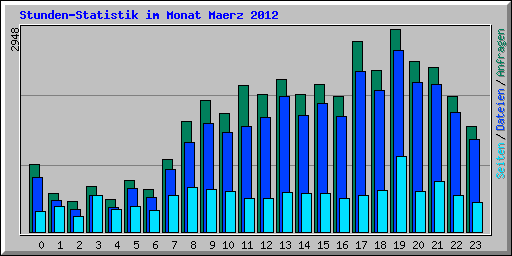 Stunden-Statistik im Monat Maerz 2012
2948
Seiten/Dateien/Anfragen
0 1 2 3 4 5 6 7 8 9 10 11 12 13 14 15 16 17 18 19 20 21 22 23